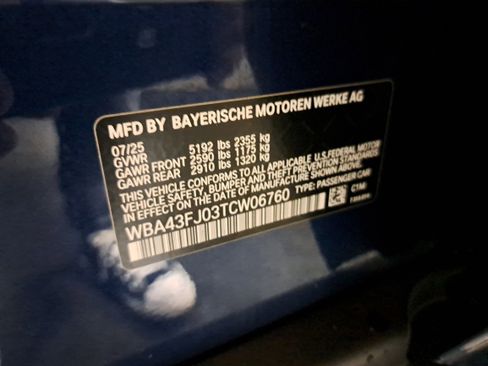 MFD BY BAYERISCHE MOTOREN WERKE AG
07/25
GVWR 5192 lbs 2355 kg
GAWR FRONT 2590 lbs 1175 kg
GAWR REAR 2910 lbs 1320 kg
THIS VEHICLE CONFORMS TO ALL APPLICABLE U.S. FEDERAL MOTOR
VEHICLE SAFETY, BUMPER AND THEFT PREVENTION STANDARDS
IN EFFECT ON THE DATE OF MANUFACTURE SHOWN ABOVE.
WBA43FJ03TCW06760 TYPE: PASSENGER CAR
C1M